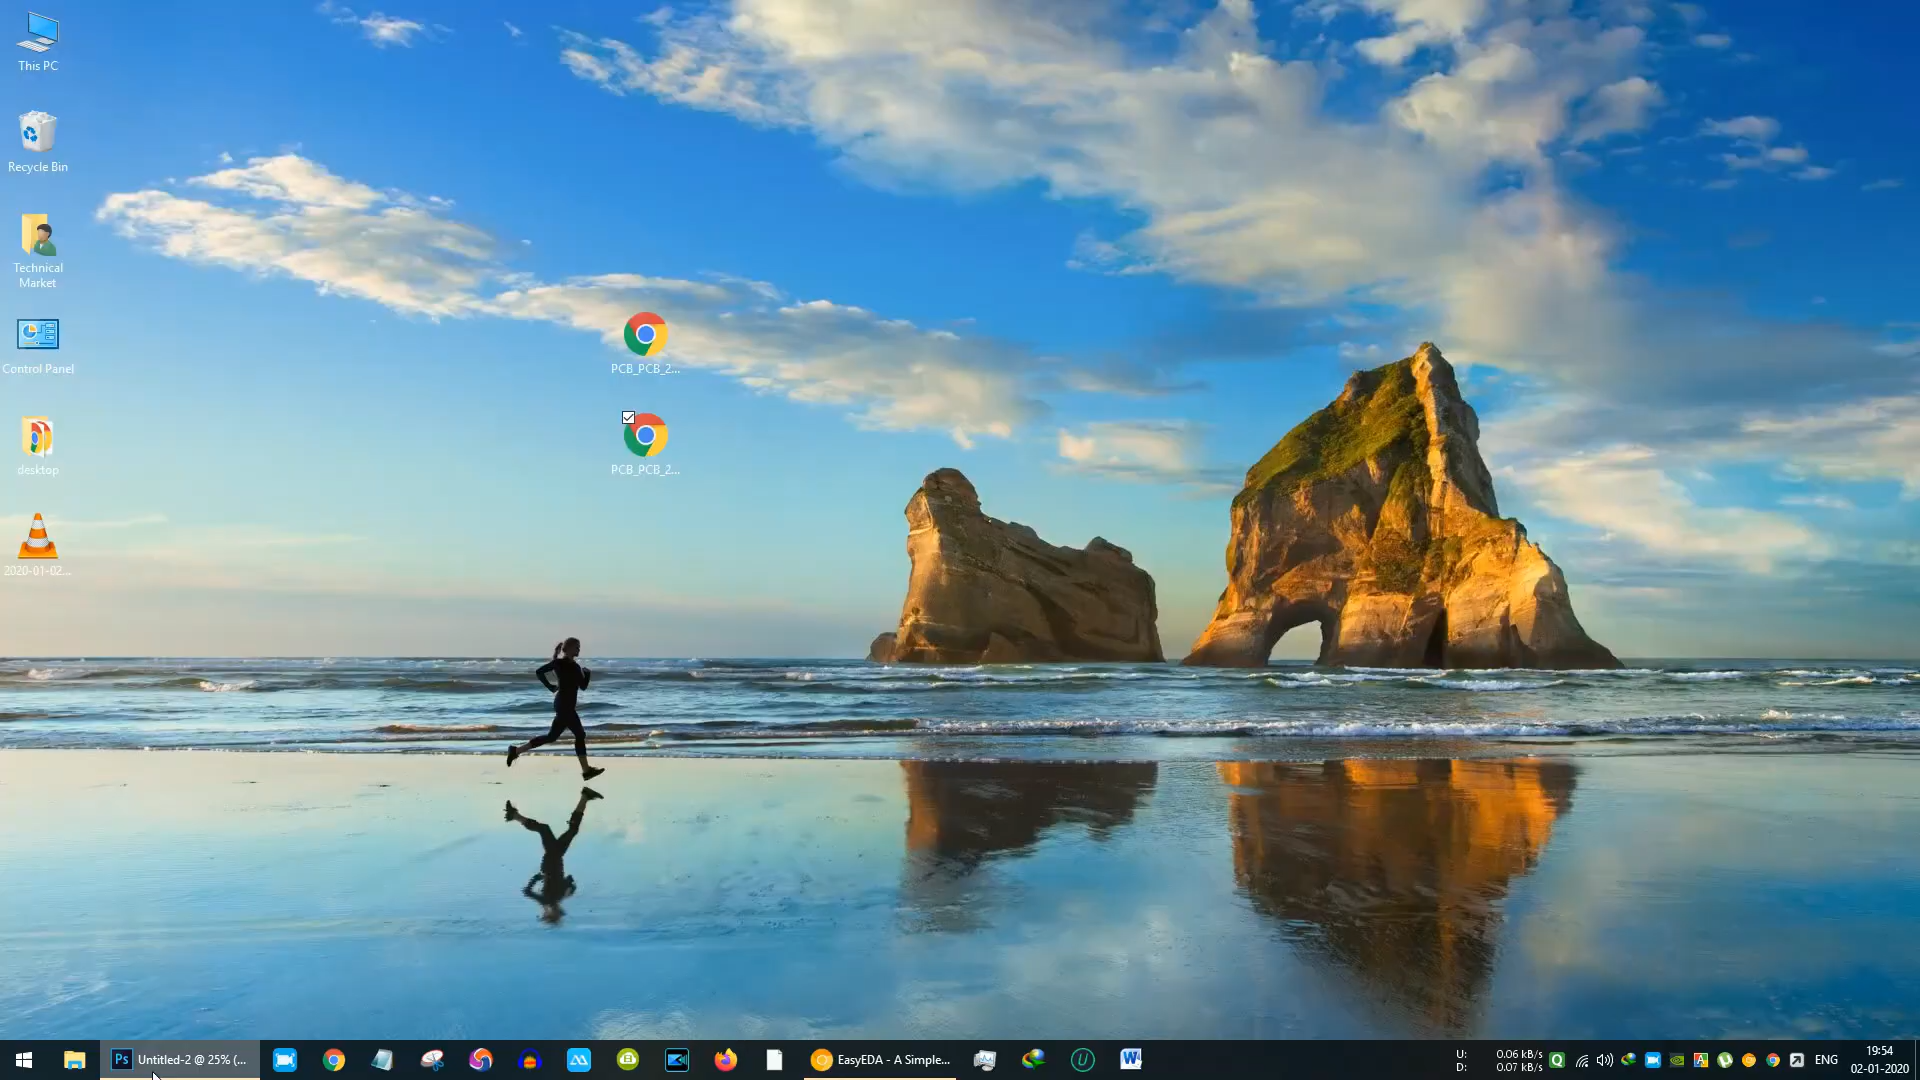 This PC
Recycle Bin
Technical
Market
Control Panel
desktop
2020-01-02...
PCB_PCB_2...
PCB_PCB_2...
Ps
Untitled-2 @ 25% (...
EasyEDA - A Simple...
U: 0.06 kB/s
D: 0.07 kB/s
ENG
19:54
02-01-2020